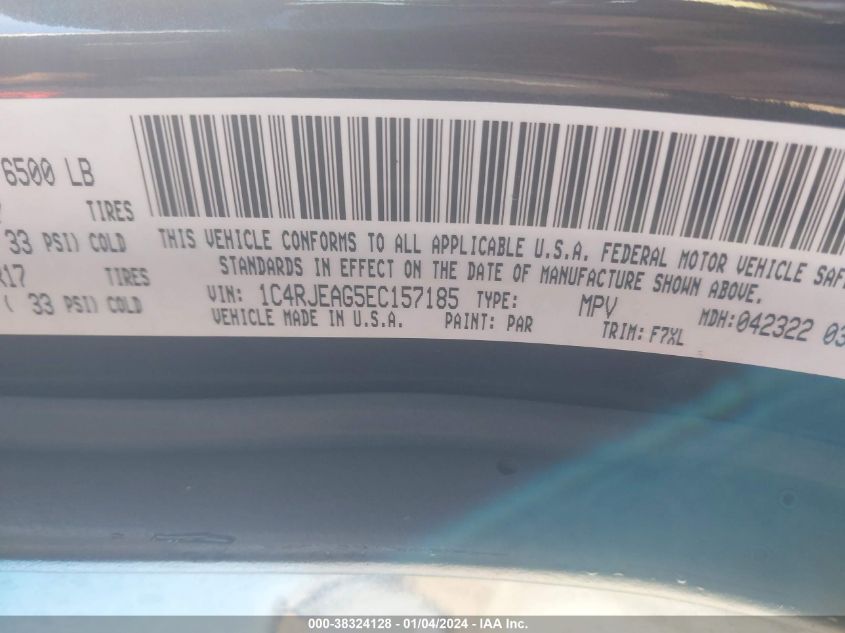 6500 LB
TIRES
33 PSI) COLD
R17 TIRES
( 33 PSI) COLD
THIS VEHICLE CONFORMS TO ALL APPLICABLE U.S.A. FEDERAL MOTOR VEHICLE SAF
STANDARDS IN EFFECT ON THE DATE OF MANUFACTURE SHOWN ABOVE.
VIN: 1C4RJEAG5EC157185 TYPE: MPV MDH:042322 03
VEHICLE MADE IN U.S.A. PAINT: PAR TRIM: F7XL
000-38324128 - 01/04/2024 - IAA Inc.